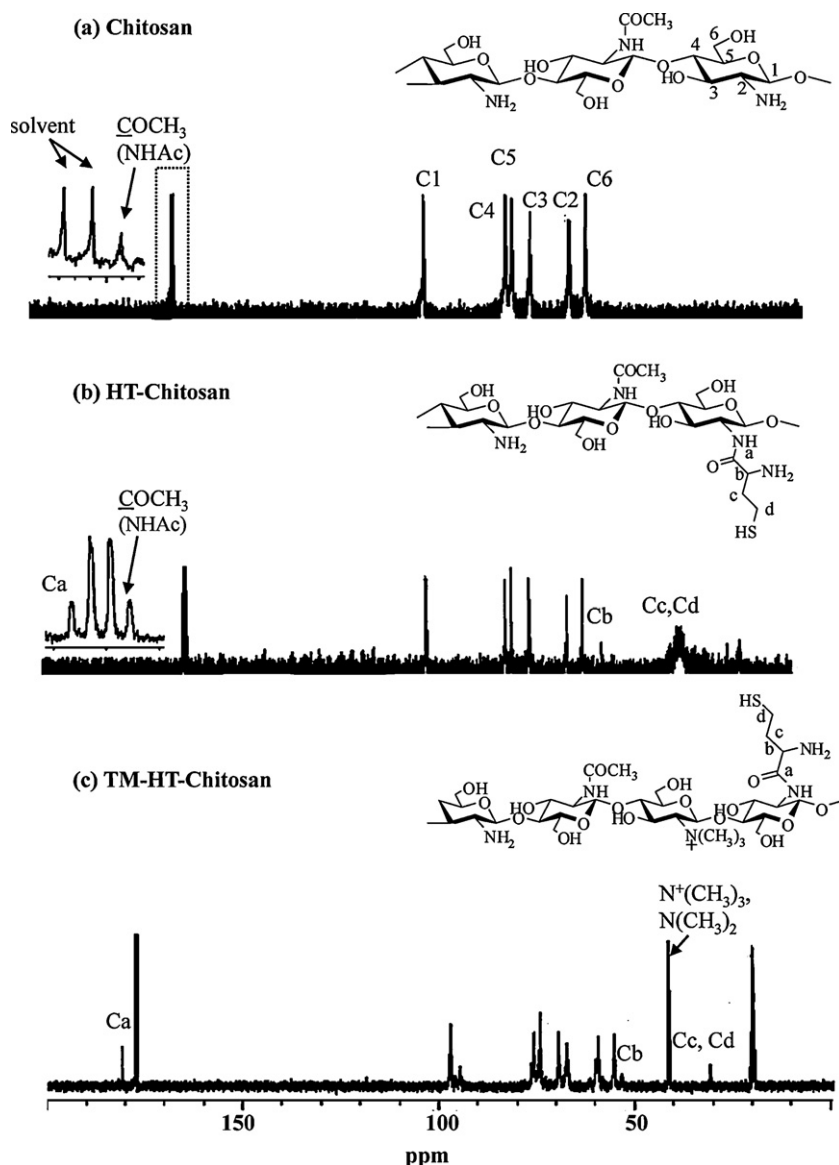 (a) Chitosan
COCH3
6 OH
OH
NH
4
5
O
HO
O
O
O
1
O
O
HO
3
2
NH2
OH
NH2
solvent
COCH3
(NHAc)
C1
C4
C5
C3
C2
C6
(b) HT-Chitosan
COCH3
OH
NH
OH
O
HO
O
O
O
O
O
HO
NH2
OH
NH
a
O
b
NH2
c
d
HS
COCH3
(NHAc)
Ca
Cb
Cc,Cd
HS
d
c
b
NH2
O
a
(c) TM-HT-Chitosan
COCH3
OH
NH
OH
NH
O
HO
O
O
O
HO
O
O
HO
O
O
NH2
OH
N(CH3)3
+
OH
N+(CH3)3,
N(CH3)2
Ca
Cb
Cc, Cd
150
100
50
0
ppm